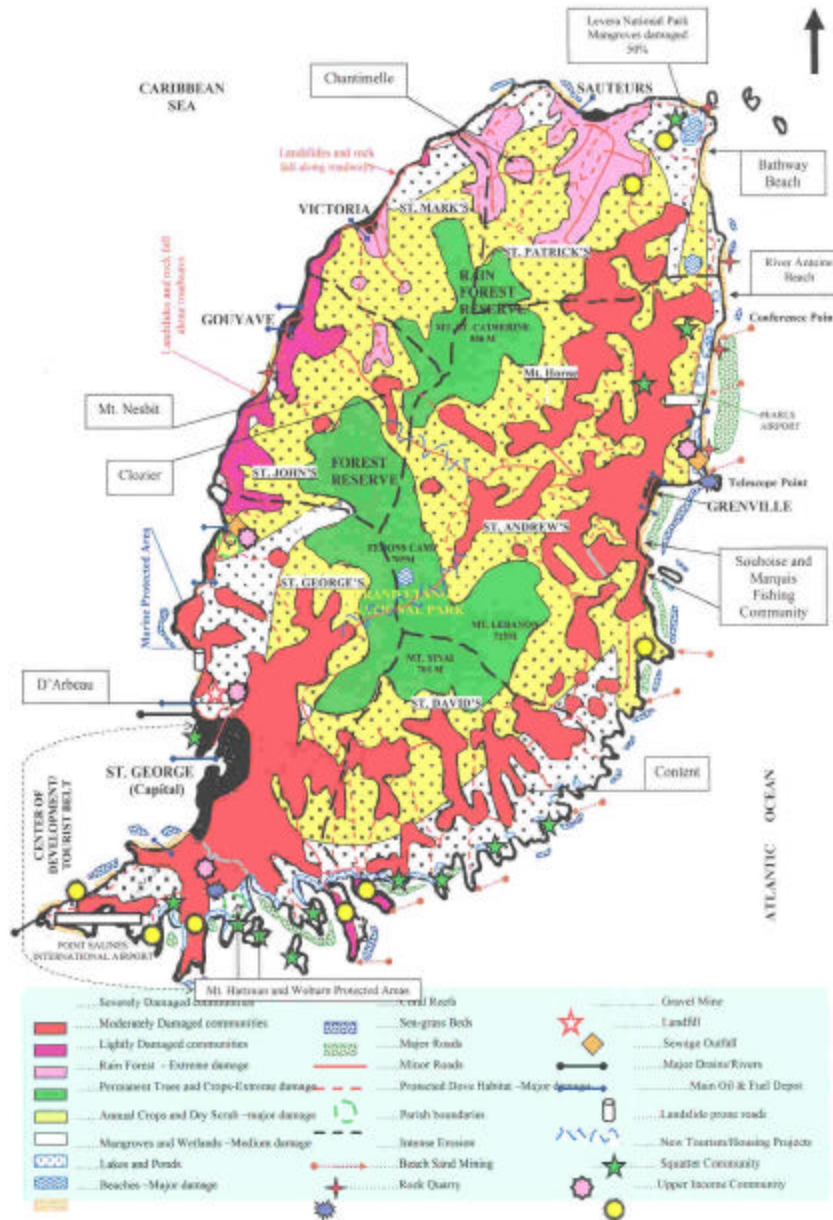 Levera National Park
Mangroves damaged
50%
Chantimelle
CARIBBEAN
SEA
SAUTEURS
Landslides and rock
fall along roadways
Bathway
Beach
VICTORIA
ST. MARK'S
ST. PATRICK'S
RAIN
FOREST
RESERVE
River Antoine
Beach
Landslides and rock fall
along roadways
GOUYAVE
MT. ST. CATHERINE
Conference Point
Mt. Horne
Mt. Nesbit
PEARLS
AIRPORT
Clozier
ST. JOHN'S
FOREST
RESERVE
Telescope Point
GRENVILLE
ST. ANDREW'S
Marine Protected Area
FEDONS CAMP
ST. GEORGE'S
Souboise and
Marquis
Fishing
Community
MT. LEBANON
MT. SINAI
D'Arbeau
ST. DAVID'S
ST. GEORGE
(Capital)
Content
CENTER OF
DEVELOPMENT/
TOURIST BELT
ATLANTIC OCEAN
POINT SALINES
INTERNATIONAL AIRPORT
Mt. Hartman and Woburn Protected Areas
Severely Damaged communities
Moderately Damaged communities
Lightly Damaged communities
Rain Forest - Extreme damage
Permanent Trees and Crops-Extreme damage
Annual Crops and Dry Scrub –major damage
Mangroves and Wetlands –Medium damage
Lakes and Ponds
Beaches –Major damage
Coral Reefs
Sea-grass Beds
Major Roads
Minor Roads
Protected Dove Habitat –Major damage
Parish boundaries
Intense Erosion
Beach Sand Mining
Rock Quarry
Gravel Mine
Landfill
Sewage Outfall
Major Drains/Rivers
Main Oil & Fuel Depot
Landslide prone roads
New Tourism/Housing Projects
Squatter Community
Upper Income Community